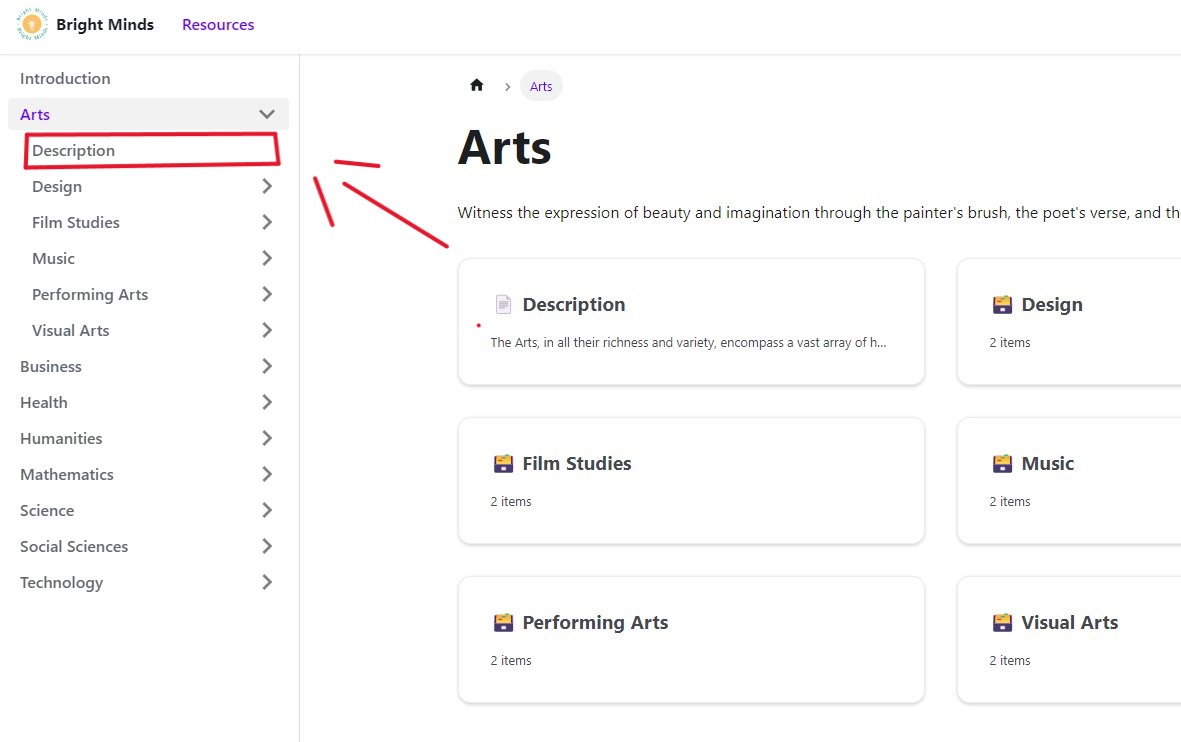 Bright Minds
Resources
Introduction
Arts
Description
Design
Film Studies
Music
Performing Arts
Visual Arts
Business
Health
Humanities
Mathematics
Science
Social Sciences
Technology
Arts
Arts
Witness the expression of beauty and imagination through the painter's brush, the poet's verse, and the
Description
The Arts, in all their richness and variety, encompass a vast array of h...
Design
2 items
Film Studies
2 items
Music
2 items
Performing Arts
2 items
Visual Arts
2 items